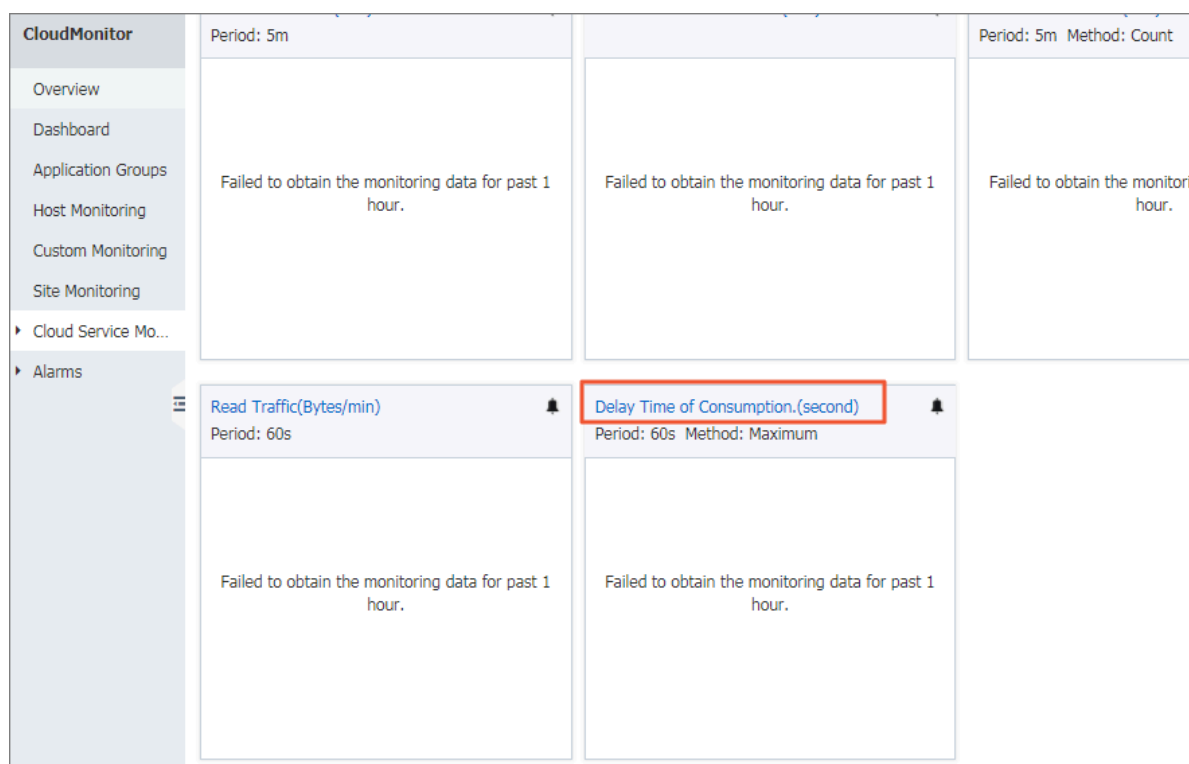 CloudMonitor
Overview
Dashboard
Application Groups
Host Monitoring
Custom Monitoring
Site Monitoring
Cloud Service Mo...
Alarms
Period: 5m
Period: 5m Method: Count
Failed to obtain the monitoring data for past 1
hour.
Failed to obtain the monitoring data for past 1
hour.
Failed to obtain the monitori
hour.
Read Traffic(Bytes/min)
Period: 60s
Delay Time of Consumption.(second)
Period: 60s Method: Maximum
Failed to obtain the monitoring data for past 1
hour.
Failed to obtain the monitoring data for past 1
hour.